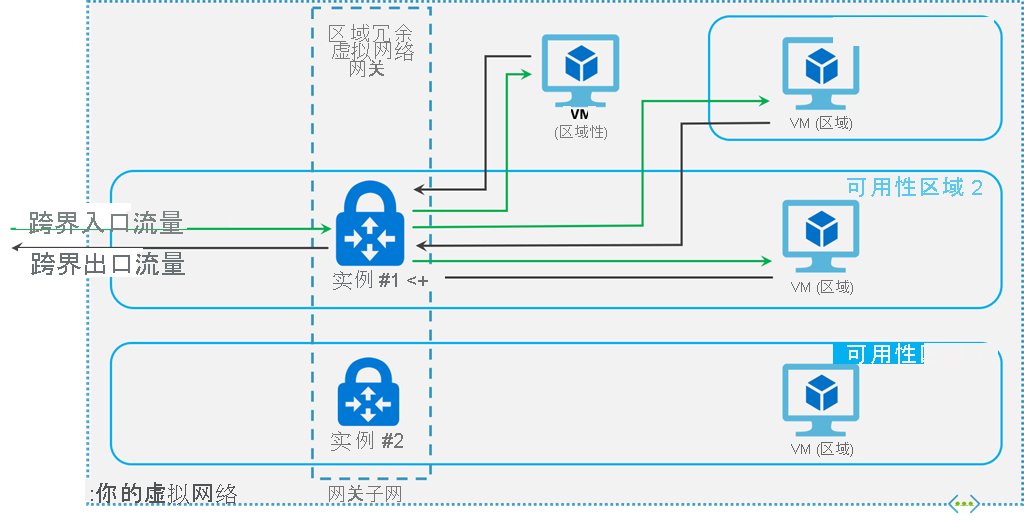 区域冗余
虚拟网络
网关
VM
(区域性)
VM (区域)
可用性区域 2
跨界入口流量
跨界出口流量
实例 #1 <+
VM (区域)
可用性
实例 #2
VM (区域)
:你的虚拟网络
网关子网